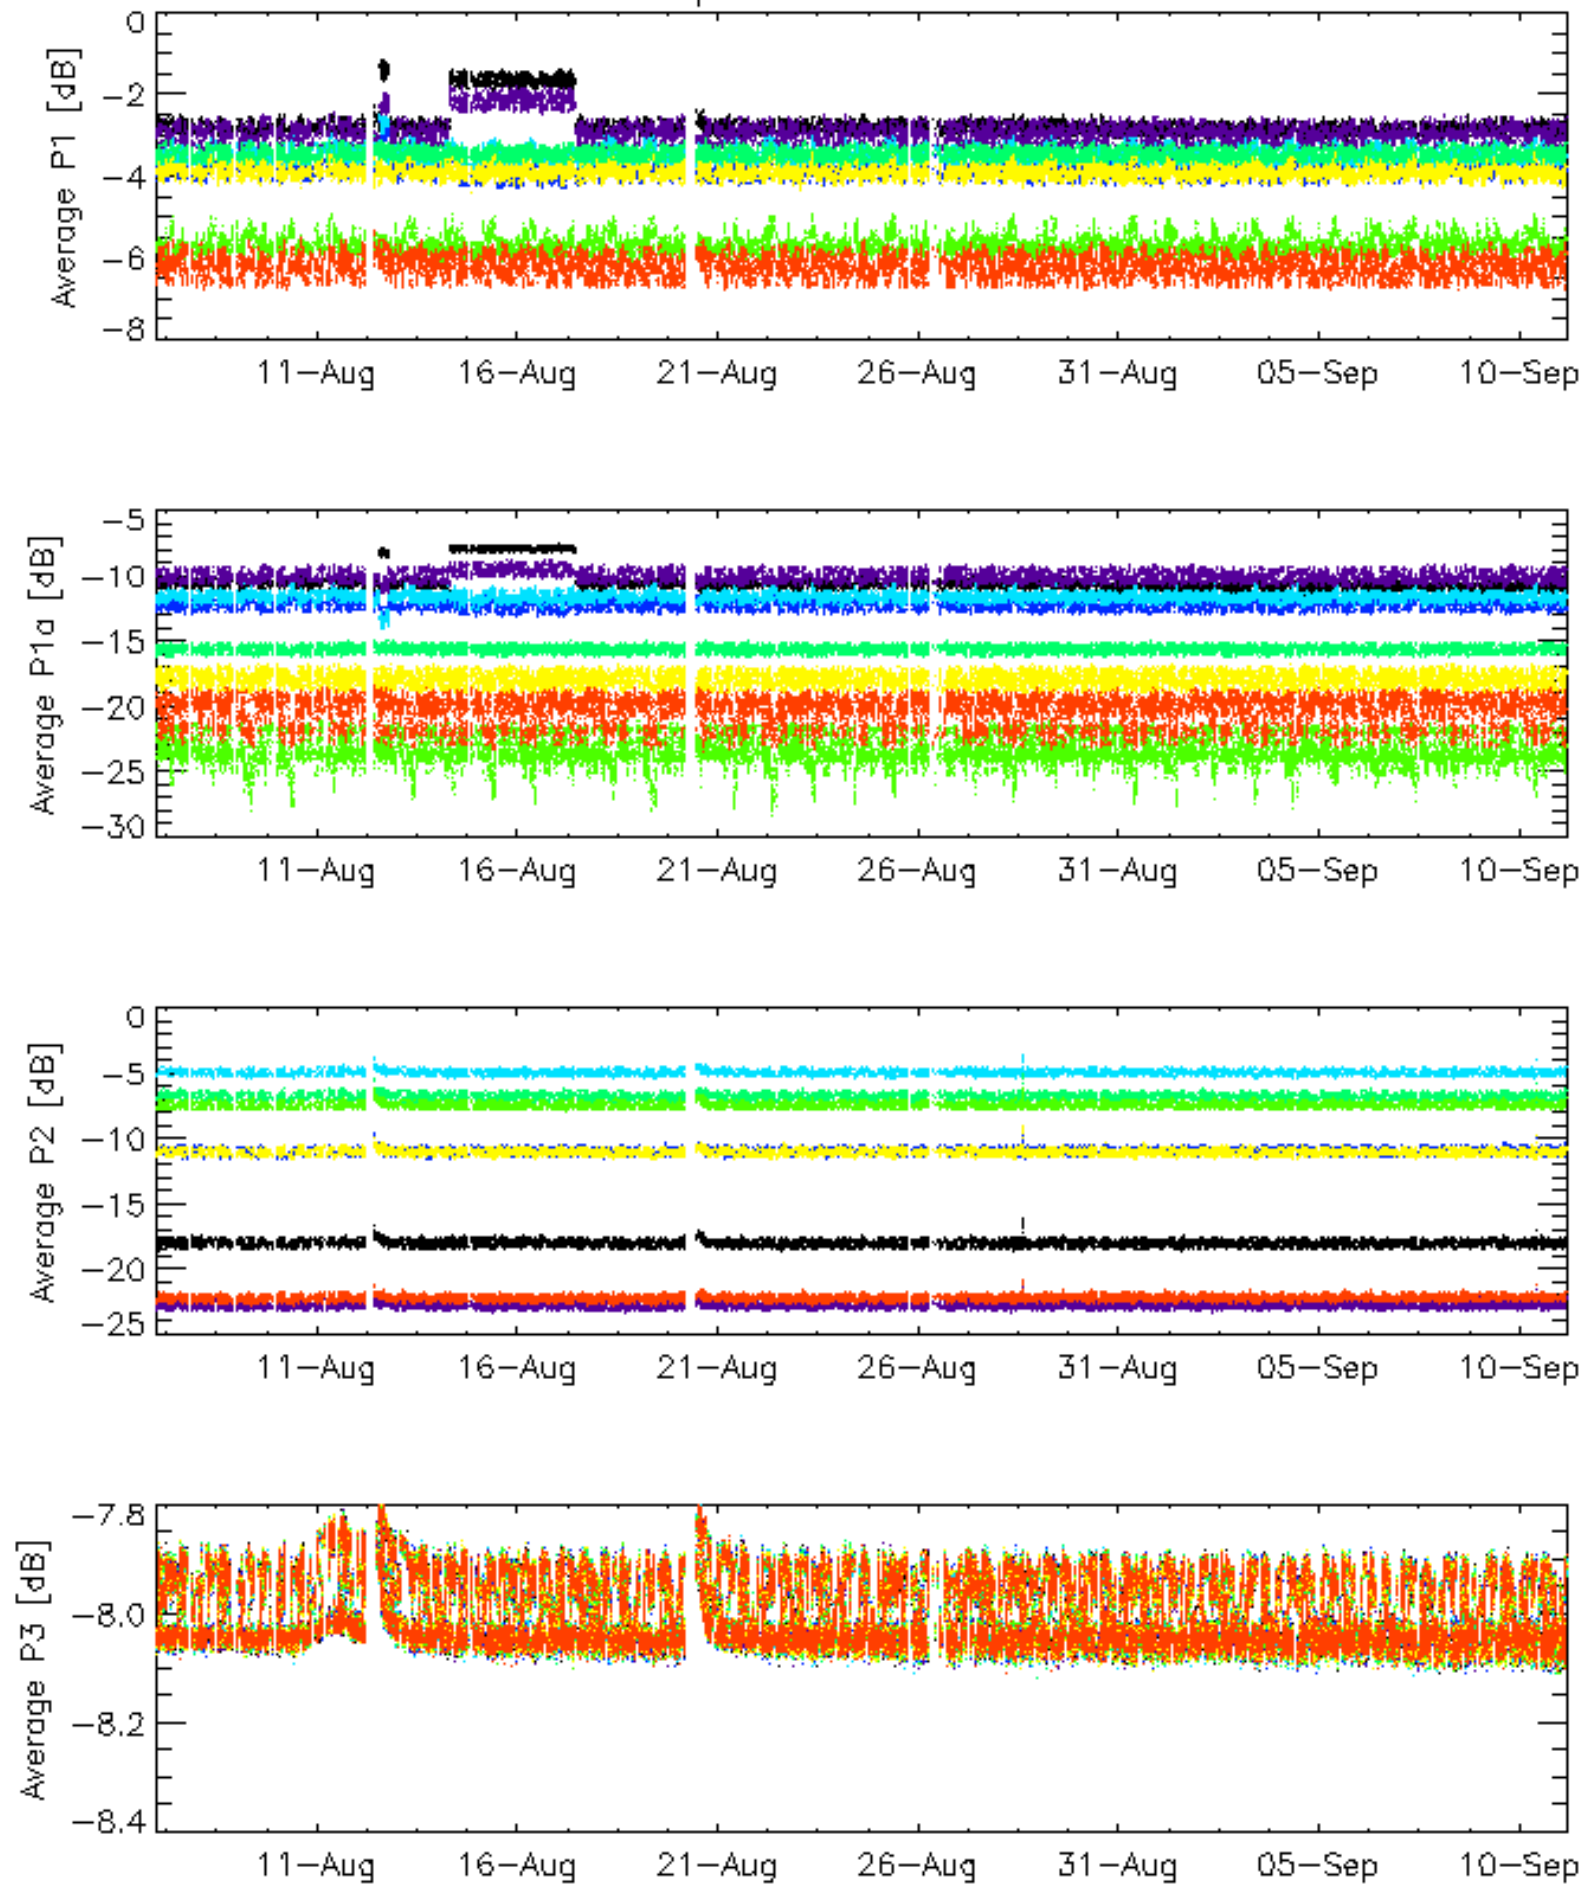 0
−2
−4
−6
−8
Average P1 [dB]
11−Aug 16−Aug 21−Aug 26−Aug 31−Aug 05−Sep 10−Sep
−5
−10
−15
−20
−25
−30
Average P1a [dB]
11−Aug 16−Aug 21−Aug 26−Aug 31−Aug 05−Sep 10−Sep
0
−5
−10
−15
−20
−25
Average P2 [dB]
11−Aug 16−Aug 21−Aug 26−Aug 31−Aug 05−Sep 10−Sep
−7.8
−8.0
−8.2
−8.4
Average P3 [dB]
11−Aug 16−Aug 21−Aug 26−Aug 31−Aug 05−Sep 10−Sep